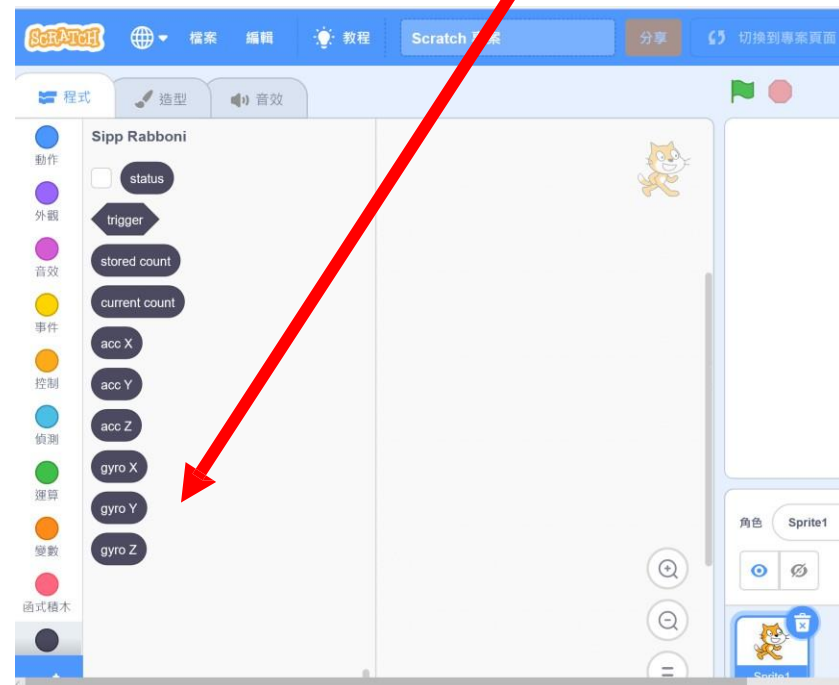 SCRATCH 檔案 編輯 教程 Scratch 專案 分享 切換到專案頁面
程式 造型 音效
動作
外觀
音效
事件
控制
偵測
運算
變數
函式積木
Sipp Rabboni
status
trigger
stored count
current count
acc X
acc Y
acc Z
gyro X
gyro Y
gyro Z
角色 Sprite1
Sprite1